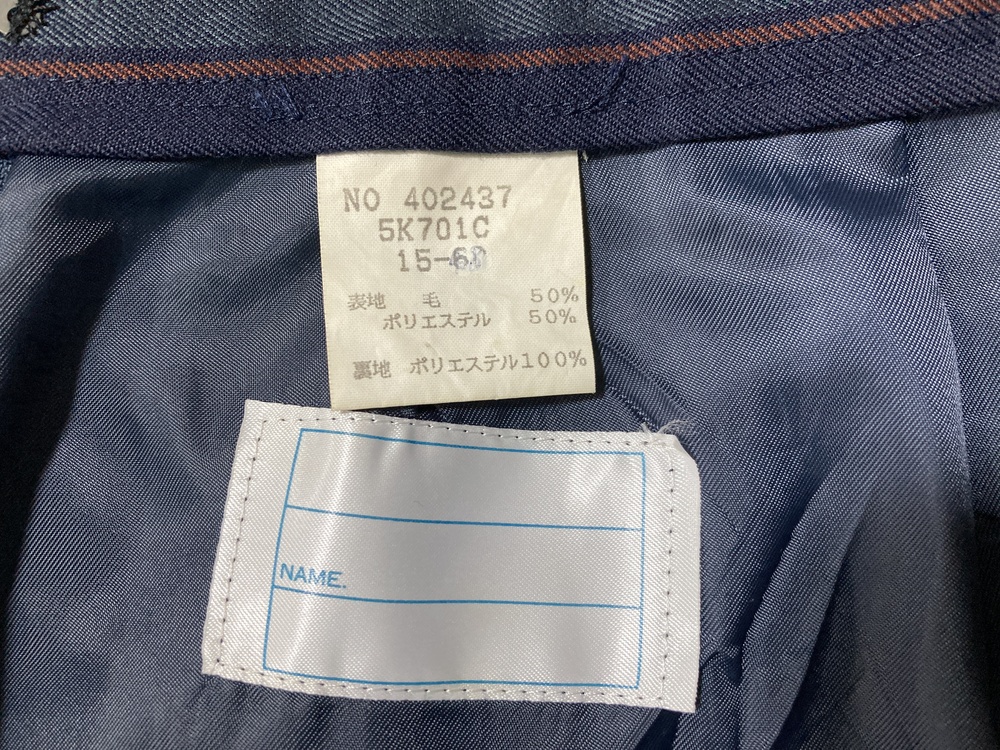 NO 402437
5K701C
表地 毛 50%
ポリエステル 50%
裏地 ポリエステル100%
NAME.